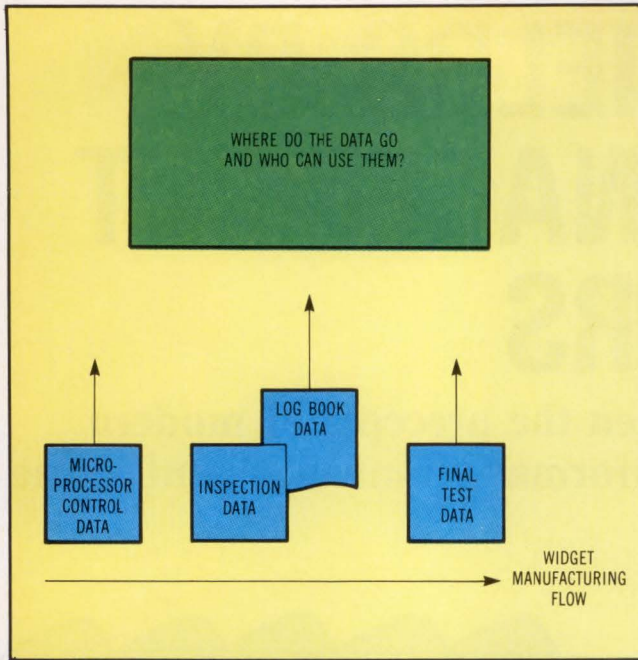 WHERE DO THE DATA GO
AND WHO CAN USE THEM?
LOG BOOK
DATA
MICRO-
PROCESSOR
CONTROL
DATA
INSPECTION
DATA
FINAL
TEST
DATA
WIDGET
MANUFACTURING
FLOW